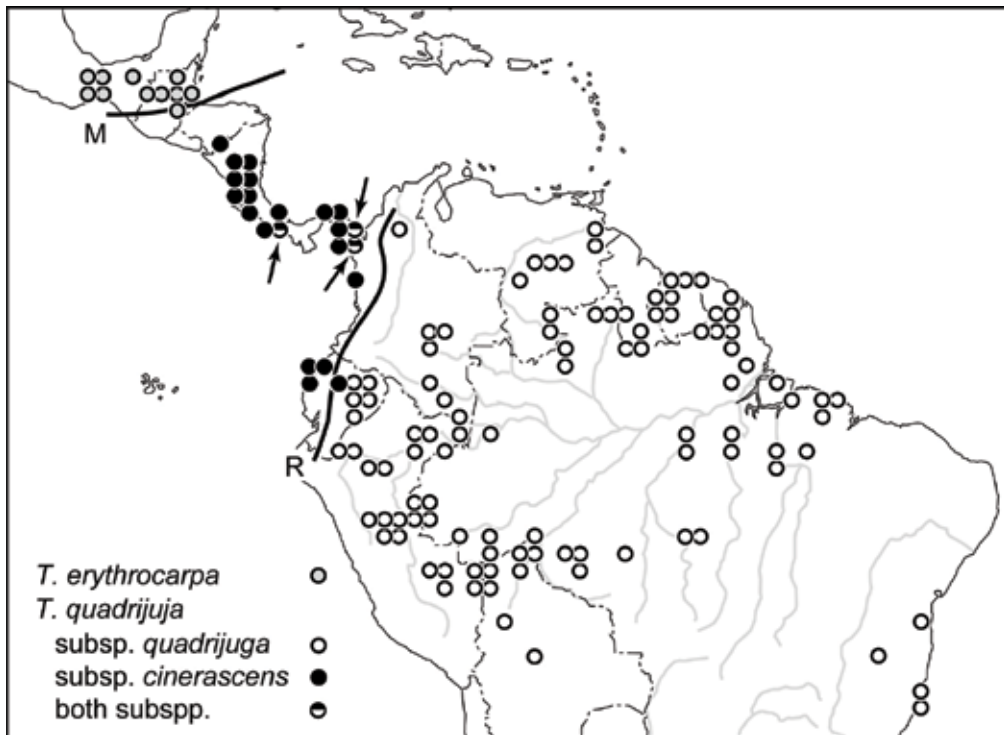 M
R
T. erythrocarpa
T. quadrijuja
subsp. quadrijuga
subsp. cinerascens
both subspp.